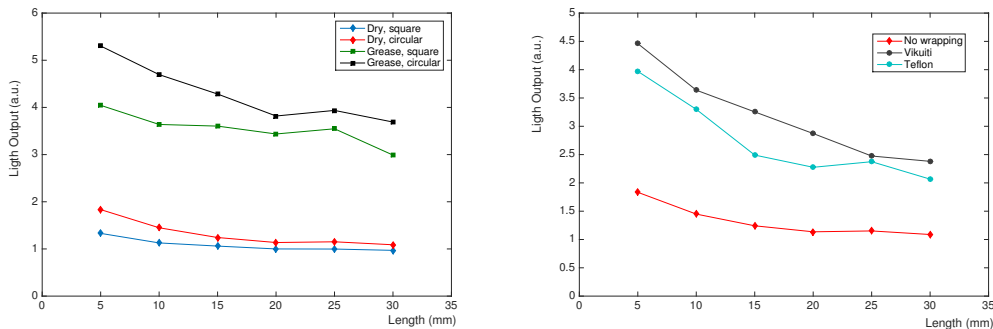 6
5
4
3
2
1
0
0 5 10 15 20 25 30 35
Ligth Output (a.u.)
Length (mm)
Dry, square
Dry, circular
Grease, square
Grease, circular
5
4.5
4
3.5
3
2.5
2
1.5
1
0.5
0
0 5 10 15 20 25 30 35
Ligth Output (a.u.)
Length (mm)
No wrapping
Vikuiti
Teflon